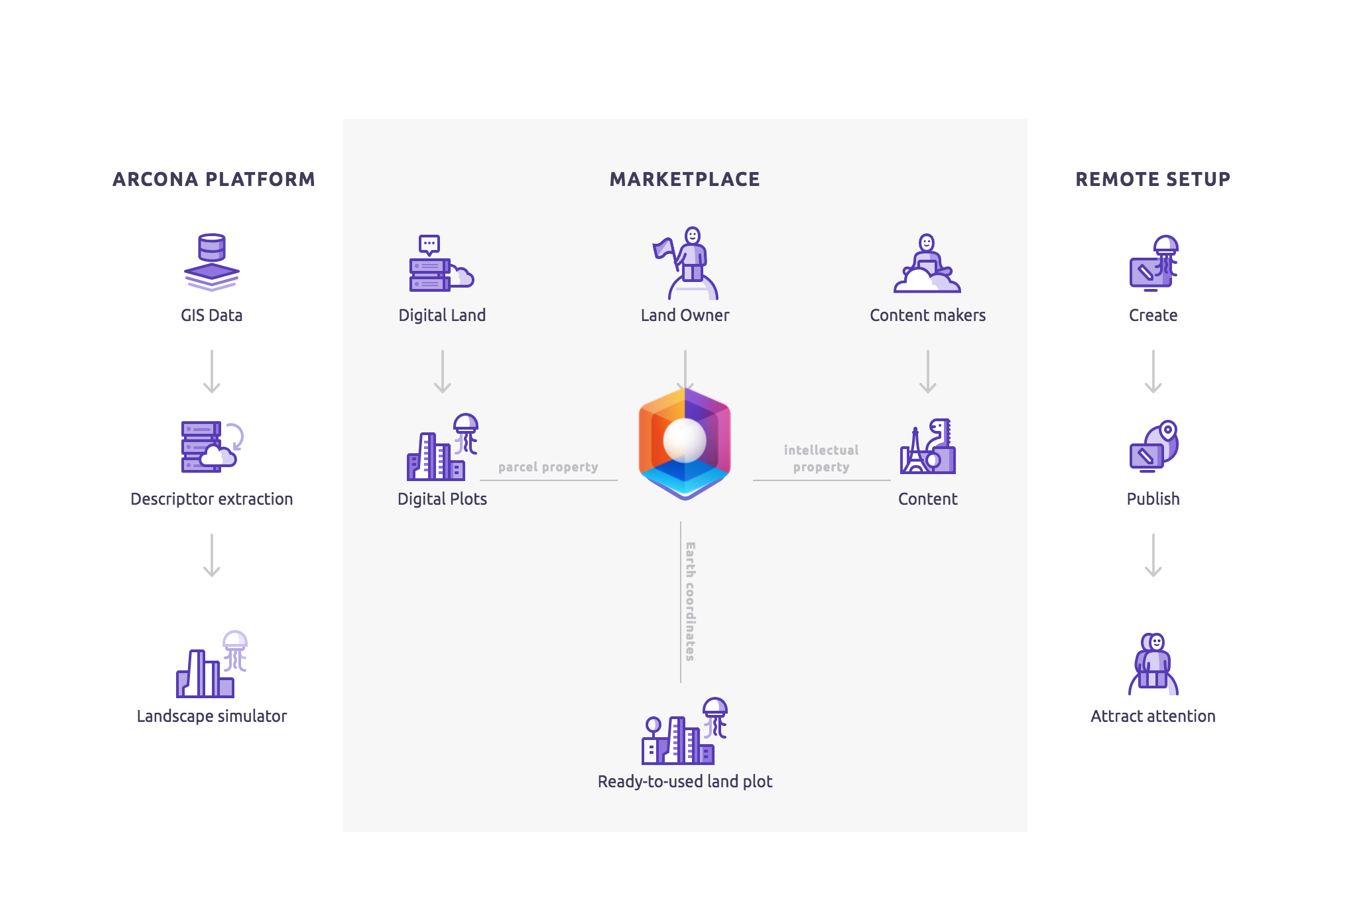 ARCONA PLATFORM
GIS Data
Descripttor extraction
Landscape simulator
MARKETPLACE
Digital Land
Land Owner
Content makers
Digital Plots
parcel property
intellectual
property
Content
Earth coordinates
Ready-to-used land plot
REMOTE SETUP
Create
Publish
Attract attention